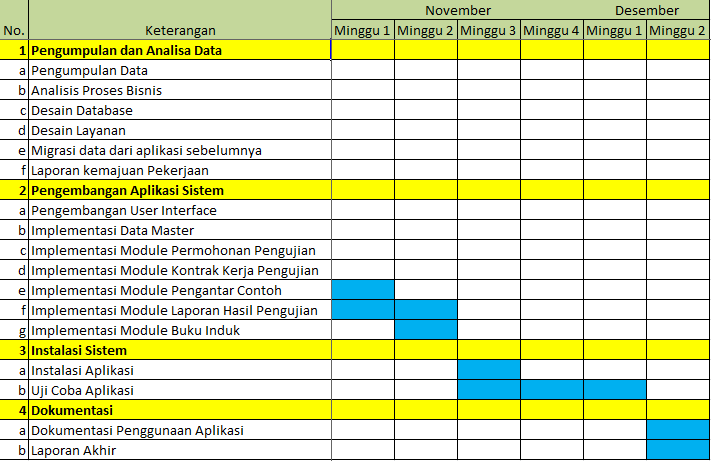 November Desember
No. Keterangan Minggu 1 Minggu 2 Minggu 3 Minggu 4 Minggu 1 Minggu 2
1 Pengumpulan dan Analisa Data
a Pengumpulan Data
b Analisis Proses Bisnis
c Desain Database
d Desain Layanan
e Migrasi data dari aplikasi sebelumnya
f Laporan kemajuan Pekerjaan
2 Pengembangan Aplikasi Sistem
a Pengembangan User Interface
b Implementasi Data Master
c Implementasi Module Permohonan Pengujian
d Implementasi Module Kontrak Kerja Pengujian
e Implementasi Module Pengantar Contoh
f Implementasi Module Laporan Hasil Pengujian
g Implementasi Module Buku Induk
3 Instalasi Sistem
a Instalasi Aplikasi
b Uji Coba Aplikasi
4 Dokumentasi
a Dokumentasi Penggunaan Aplikasi
b Laporan Akhir